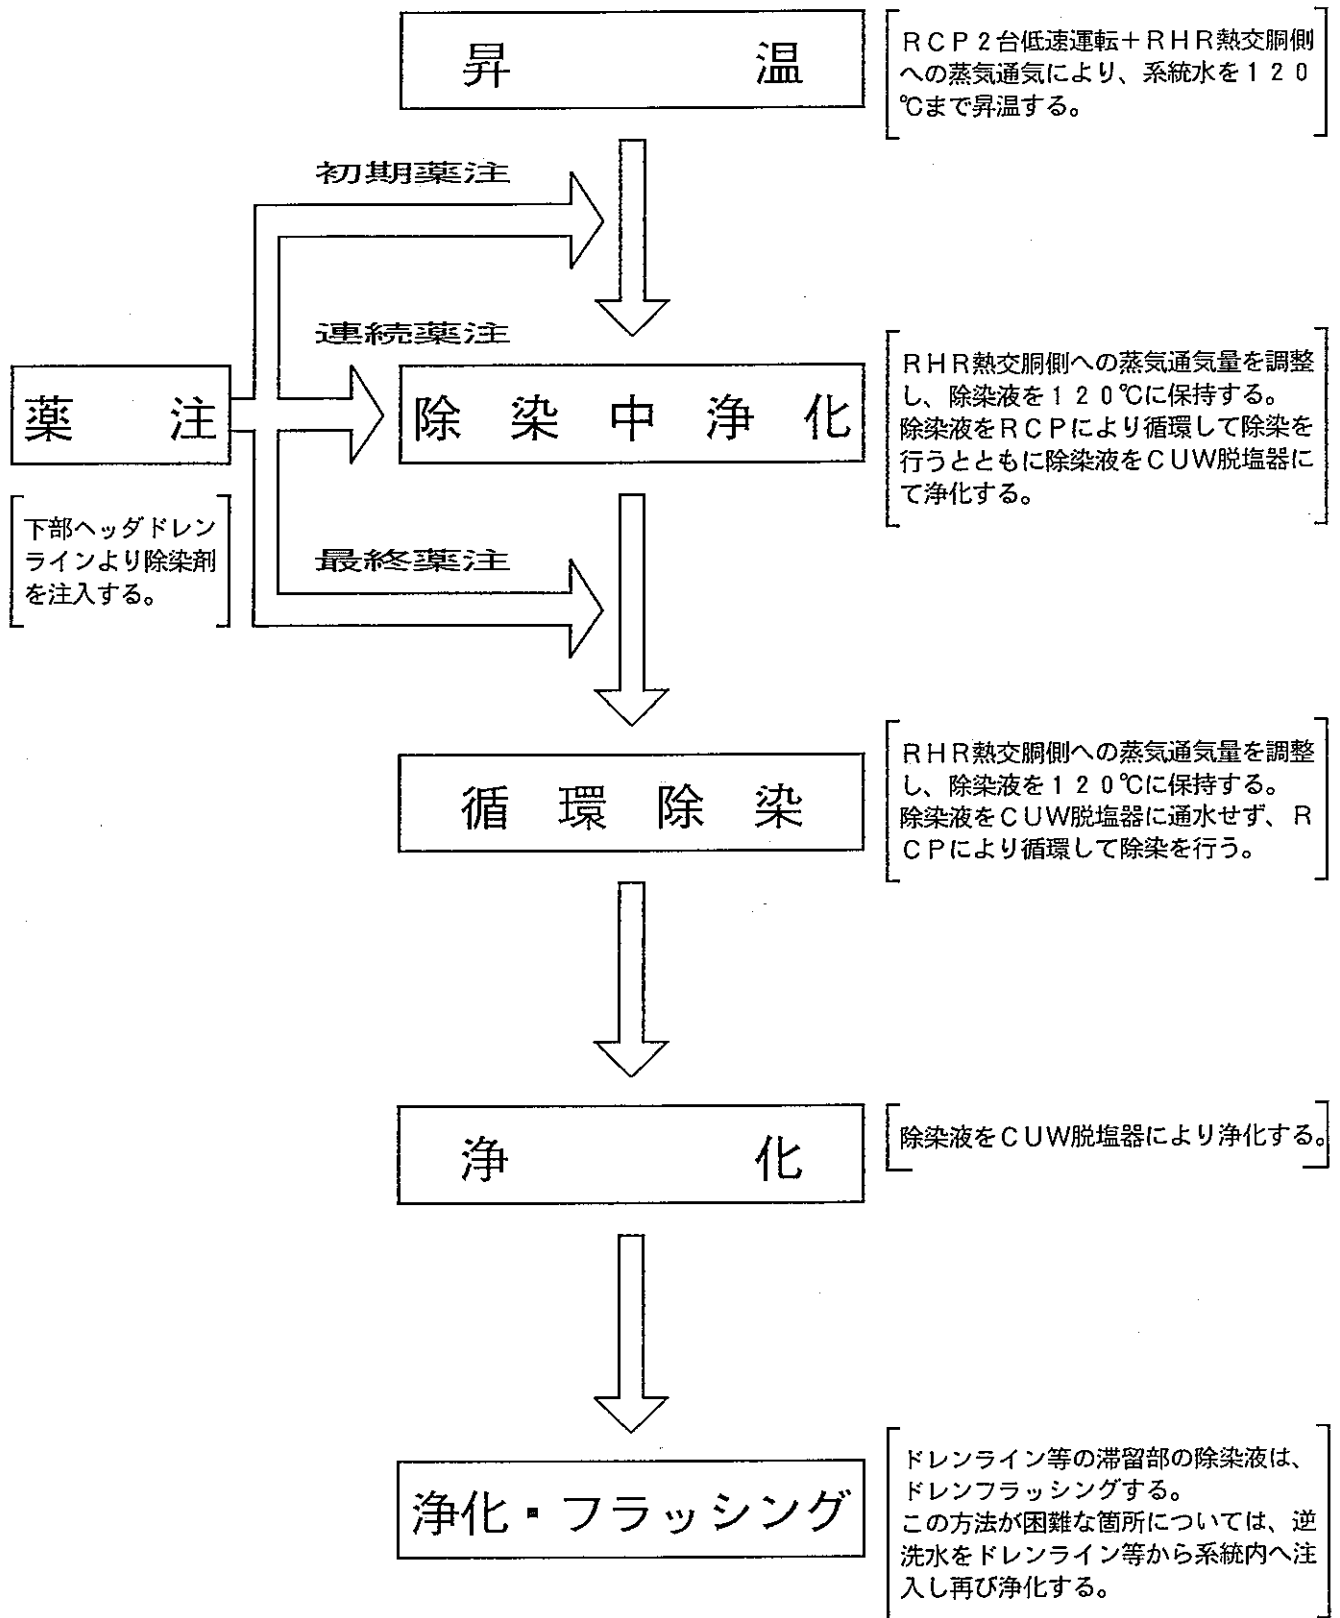 昇温
RCP2台低速運転+RHR熱交胴側
への蒸気通気により、系統水を120
℃まで昇温する。
初期薬注
連続薬注
薬注
除染中浄化
RHR熱交胴側への蒸気通気量を調整
し、除染液を120℃に保持する。
除染液をRCPにより循環して除染を
行うとともに除染液をCUW脱塩器に
て浄化する。
下部ヘッダドレン
ラインより除染剤
を注入する。
最終薬注
循環除染
RHR熱交胴側への蒸気通気量を調整
し、除染液を120℃に保持する。
除染液をCUW脱塩器に通水せず、R
CPにより循環して除染を行う。
浄化
除染液をCUW脱塩器により浄化する。
浄化・フラッシング
ドレンライン等の滞留部の除染液は、
ドレンフラッシングする。
この方法が困難な箇所については、逆
洗水をドレンライン等から系統内へ注
入し再び浄化する。